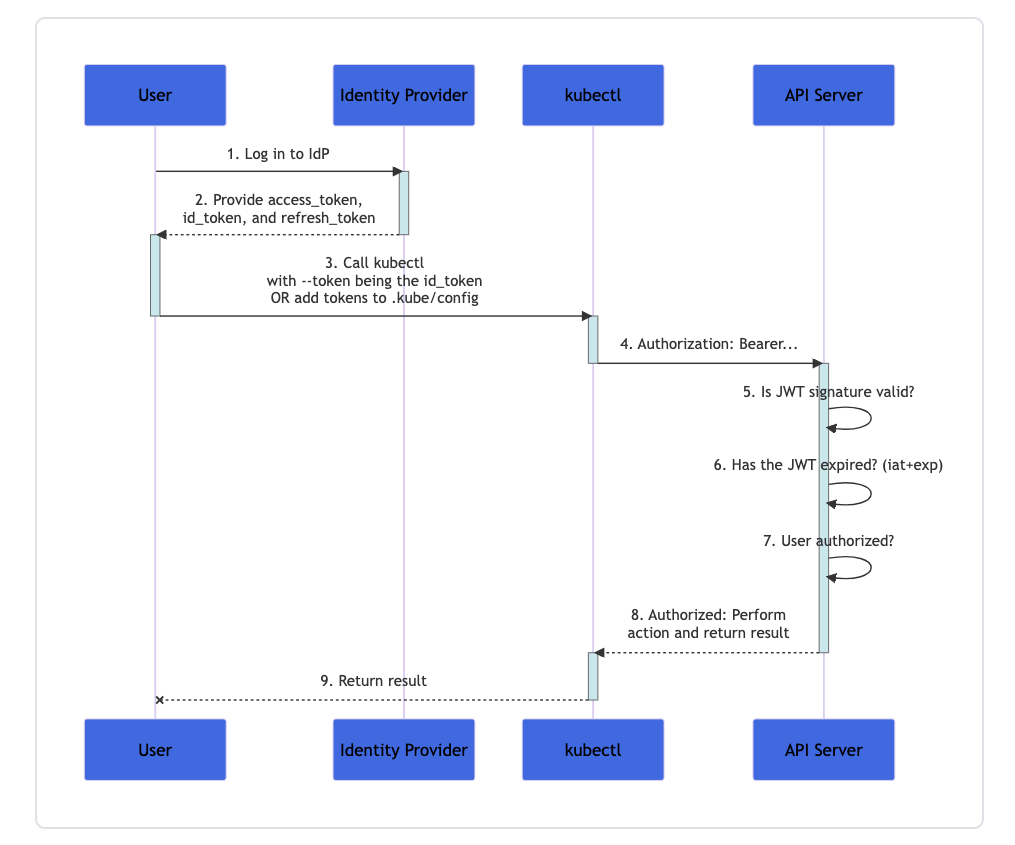 User
Identity Provider
kubectl
API Server
1. Log in to IdP
2. Provide access_token,
id_token, and refresh_token
3. Call kubectl
with --token being the id_token
OR add tokens to .kube/config
4. Authorization: Bearer...
5. Is JWT signature valid?
6. Has the JWT expired? (iat+exp)
7. User authorized?
8. Authorized: Perform
action and return result
9. Return result
User
Identity Provider
kubectl
API Server